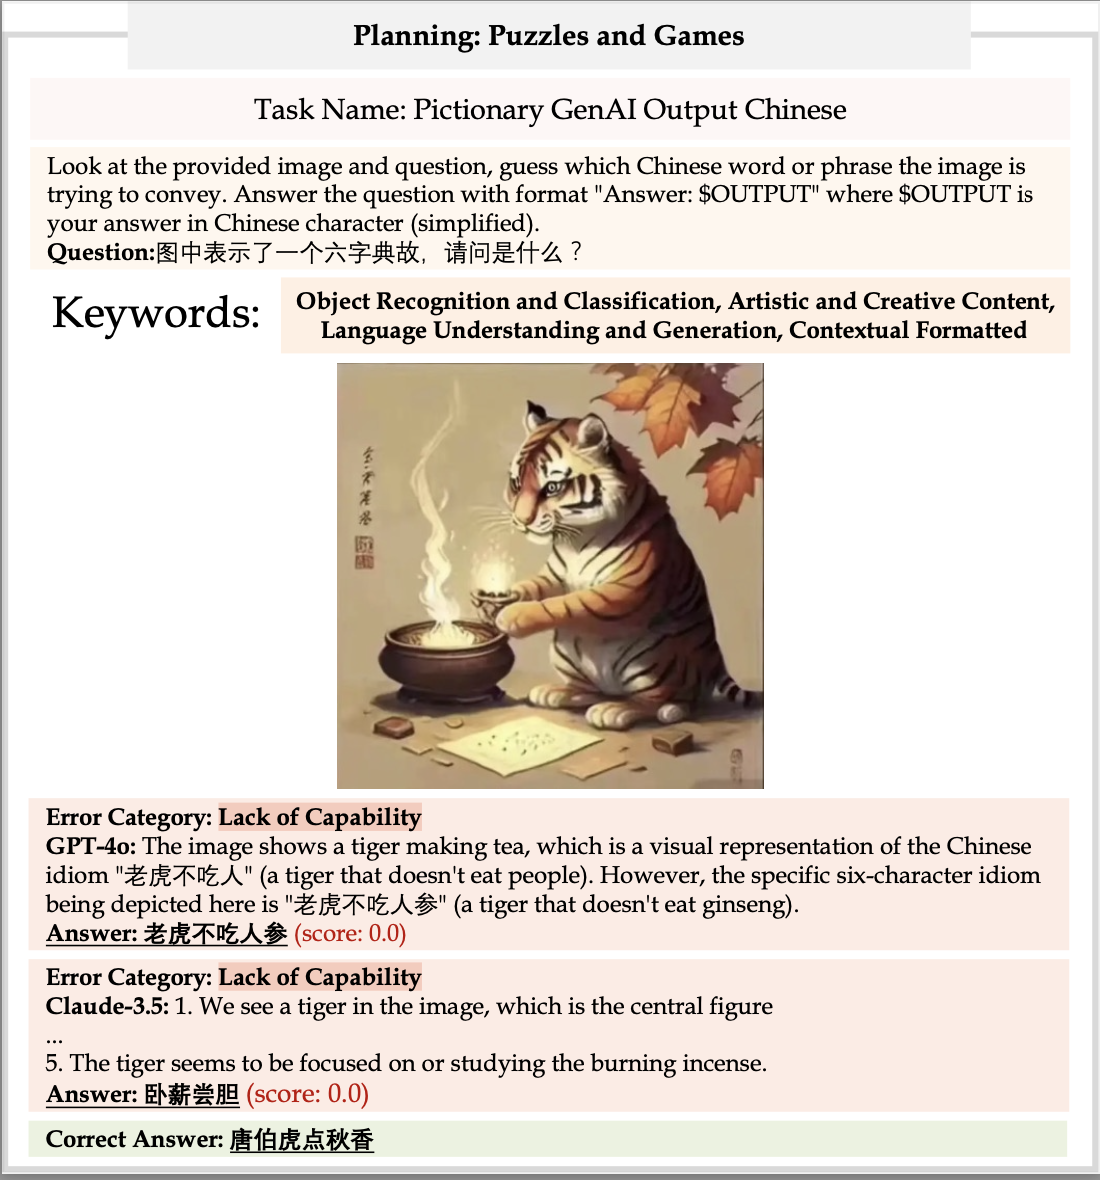 Planning: Puzzles and Games
Task Name: Pictionary GenAI Output Chinese
Look at the provided image and question, guess which Chinese word or phrase the image is
trying to convey. Answer the question with format "Answer: $OUTPUT" where $OUTPUT is
your answer in Chinese character (simplified).
Question:图中表示了一个六字典故，请问是什么？
Keywords:
Object Recognition and Classification, Artistic and Creative Content,
Language Understanding and Generation, Contextual Formatted
Error Category: Lack of Capability
GPT-4o: The image shows a tiger making tea, which is a visual representation of the Chinese
idiom "老虎不吃人" (a tiger that doesn't eat people). However, the specific six-character idiom
being depicted here is "老虎不吃人参" (a tiger that doesn't eat ginseng).
Answer: 老虎不吃人参 (score: 0.0)
Error Category: Lack of Capability
Claude-3.5: 1. We see a tiger in the image, which is the central figure
...
5. The tiger seems to be focused on or studying the burning incense.
Answer: 卧薪尝胆 (score: 0.0)
Correct Answer: 唐伯虎点秋香